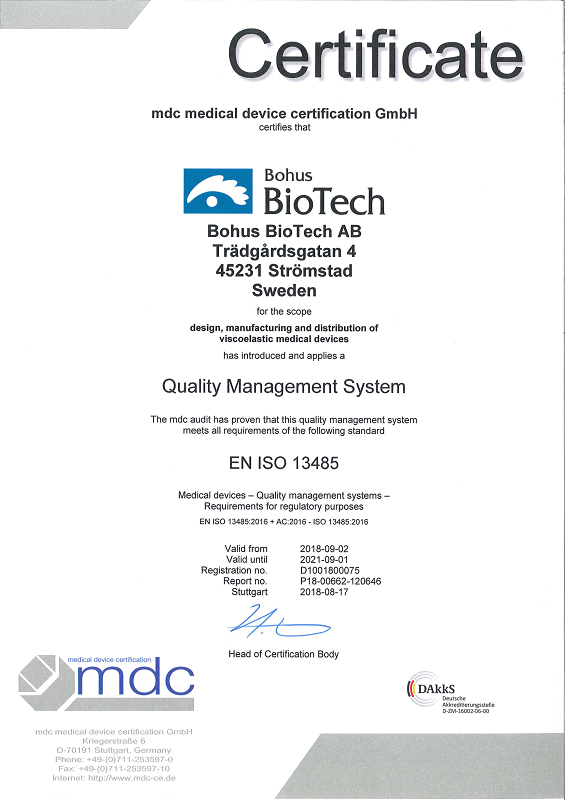 Certificate
mdc medical device certification GmbH
certifies that
Bohus
BioTech
Bohus BioTech AB
Trädgårdsgatan 4
45231 Strömstad
Sweden
for the scope
design, manufacturing and distribution of
viscoelastic medical devices
has introduced and applies a
Quality Management System
The mdc audit has proven that this quality management system
meets all requirements of the following standard
EN ISO 13485
Medical devices – Quality management systems –
Requirements for regulatory purposes
EN ISO 13485:2016 + AC:2016 - ISO 13485:2016
Valid from 2018-09-02
Valid until 2021-09-01
Registration no. D1001800075
Report no. P18-00662-120646
Stuttgart 2018-08-17
Head of Certification Body
medical device certification
mdc
mdc medical device certification GmbH
Kriegerstraße 6
D-70191 Stuttgart, Germany
Phone: +49-(0)711-253597-0
Fax: +49-(0)711-253597-10
Internet: http://www.mdc-ce.de
DAkkS
Deutsche
Akkreditierungsstelle
D-ZM-16002-06-00